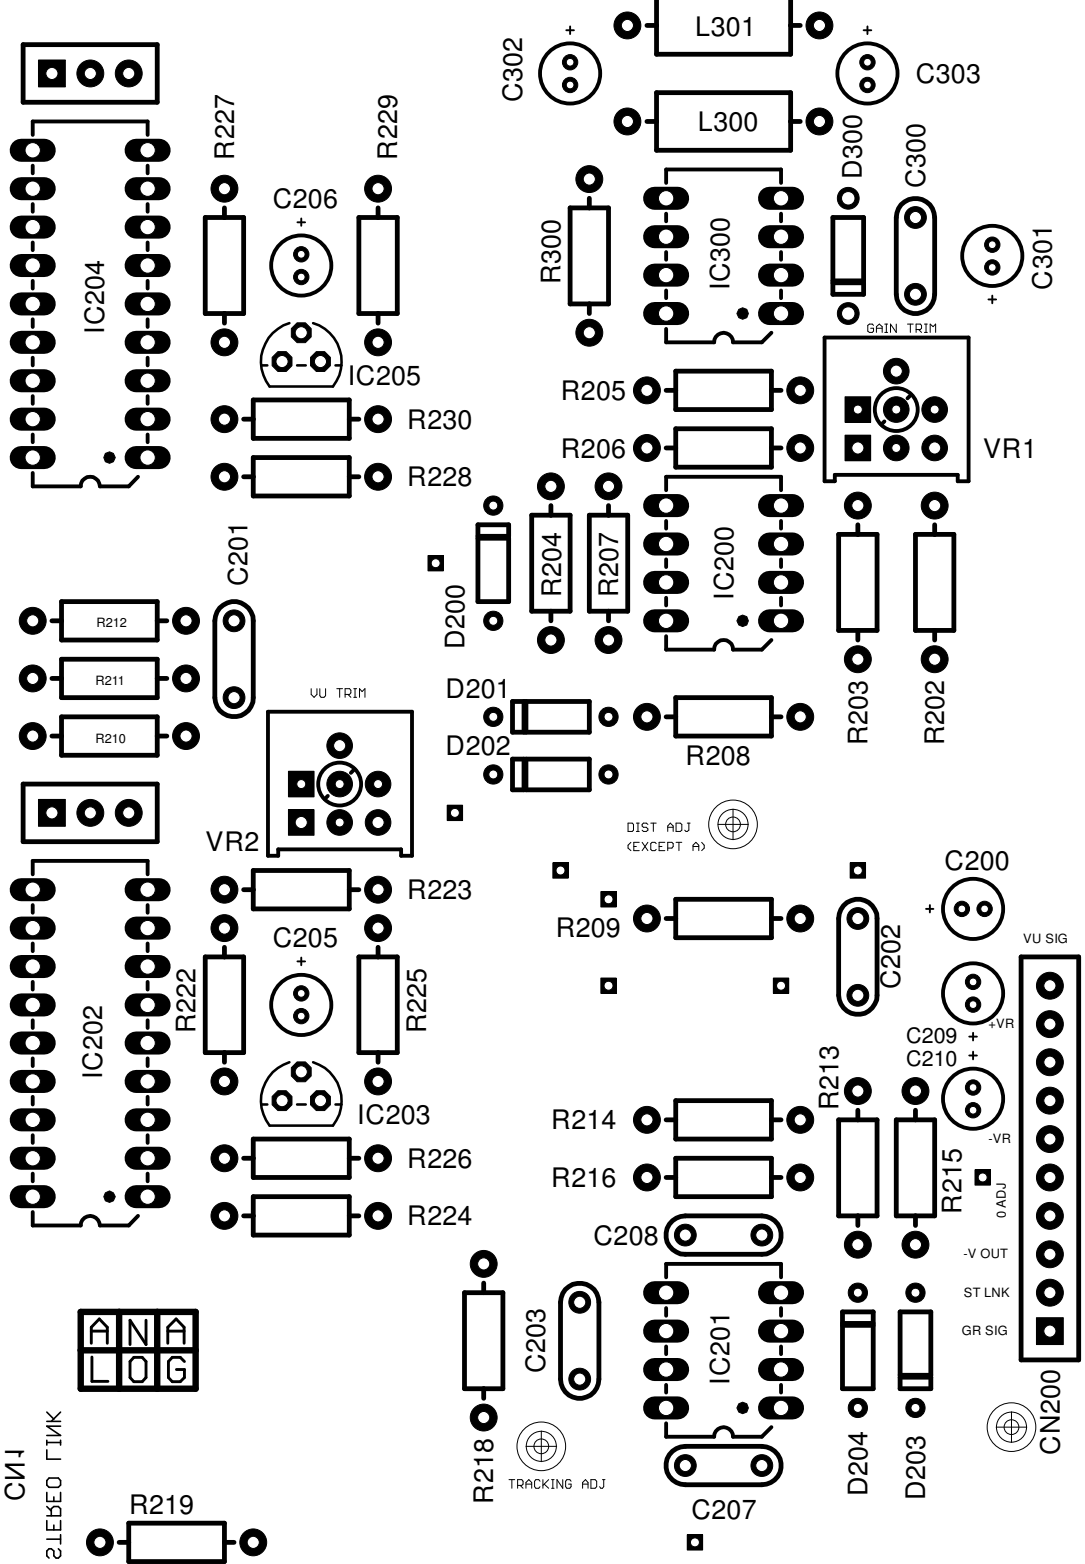 L301
C302
+
+
C303
L300
R227
R229
D300
C300
C206
+
R300
IC300
C301
+
IC204
GAIN TRIM
IC205
R205
R230
R206
VR1
R228
C201
D200
R204
R207
IC200
R212
R211
R210
VU TRIM
D201
D202
R203
R202
R208
VR2
DIST ADJ
(EXCEPT A)
C200
+
R223
C205
+
R209
C202
VU SIG
R222
R225
IC202
+VR
C209 +
C210 +
R213
IC203
R214
-VR
R226
R216
R215
0 ADJ
R224
C208
-V OUT
ST LNK
GR SIG
ANA
LOG
C203
IC201
CN200
CN1
STEREO LINK
R218
TRACKING ADJ
D204
D203
R219
C207